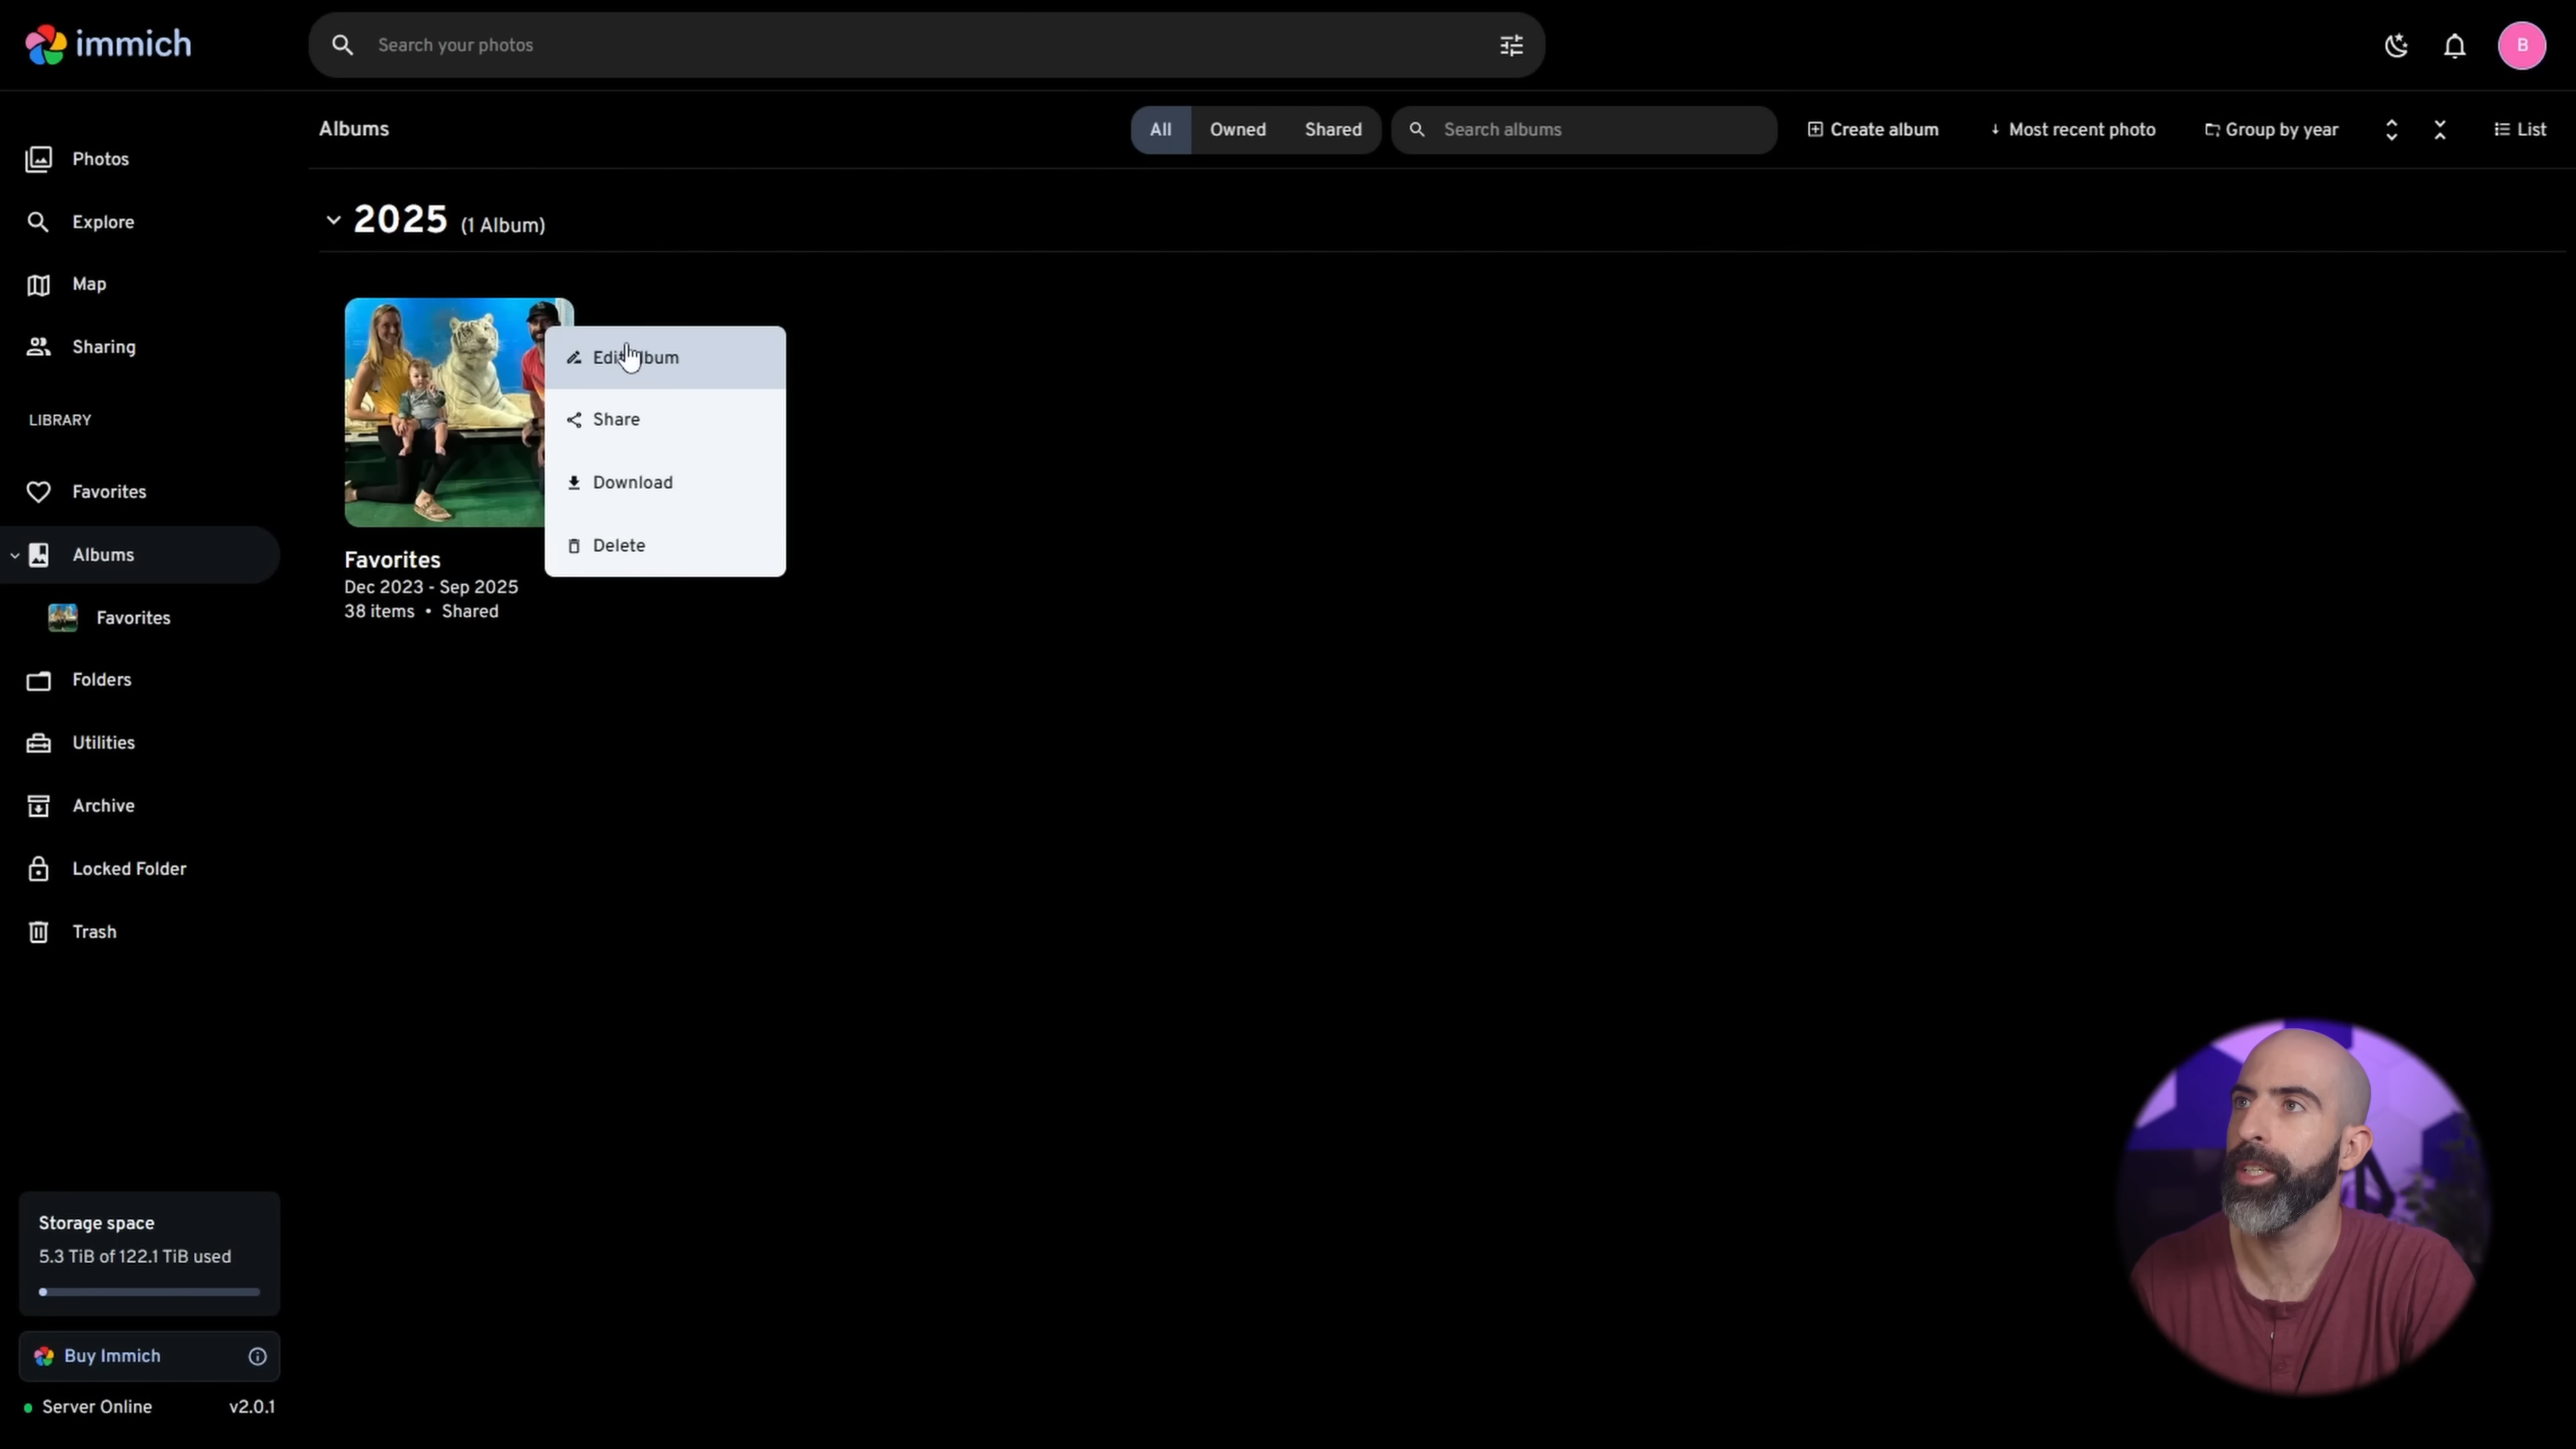 immich
Search your photos
B
Albums
All
Owned
Shared
Search albums
Create album
Most recent photo
Group by year
List
Photos
Explore
Map
Sharing
LIBRARY
Favorites
Albums
Favorites
Folders
Utilities
Archive
Locked Folder
Trash
2025 (1 Album)
Edit album
Share
Download
Delete
Favorites
Dec 2023 - Sep 2025
38 items • Shared
Storage space
5.3 TiB of 122.1 TiB used
Buy Immich
Server Online
v2.0.1